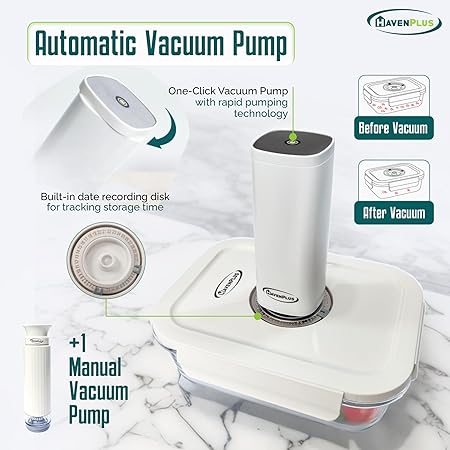 HAVENPLUS
Automatic Vacuum Pump
One-Click Vacuum Pump
with rapid pumping
technology
Before Vacuum
After Vacuum
Built-in date recording disk
for tracking storage time
HAVENPLUS
HAVENPLUS
+1
Manual
Vacuum
Pump